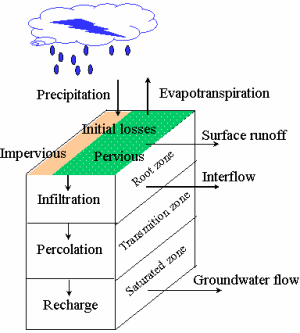 Precipitation
Evapotranspiration
Initial losses
Surface runoff
Impervious
Pervious
Root zone
Interflow
Infiltration
Transmition zone
Percolation
Saturated zone
Groundwater flow
Recharge